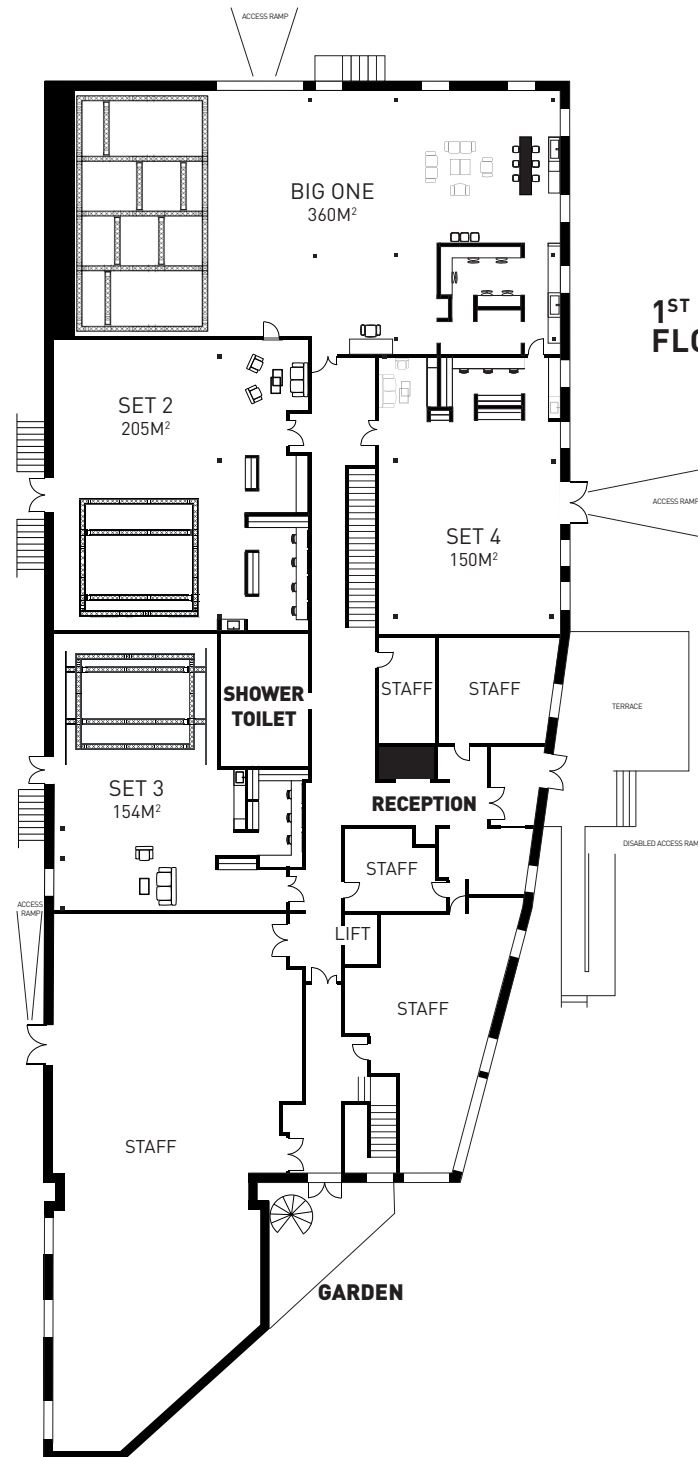 ACCESS RAMP
BIG ONE
360M²
1ST
SET 2
205M²
SET 4
150M²
ACCESS RAMP
STAFF
STAFF
SHOWER
TOILET
TERRACE
SET 3
154M²
RECEPTION
DISABLED ACCESS RAM
STAFF
ACCESS
RAMP
LIFT
STAFF
STAFF
GARDEN